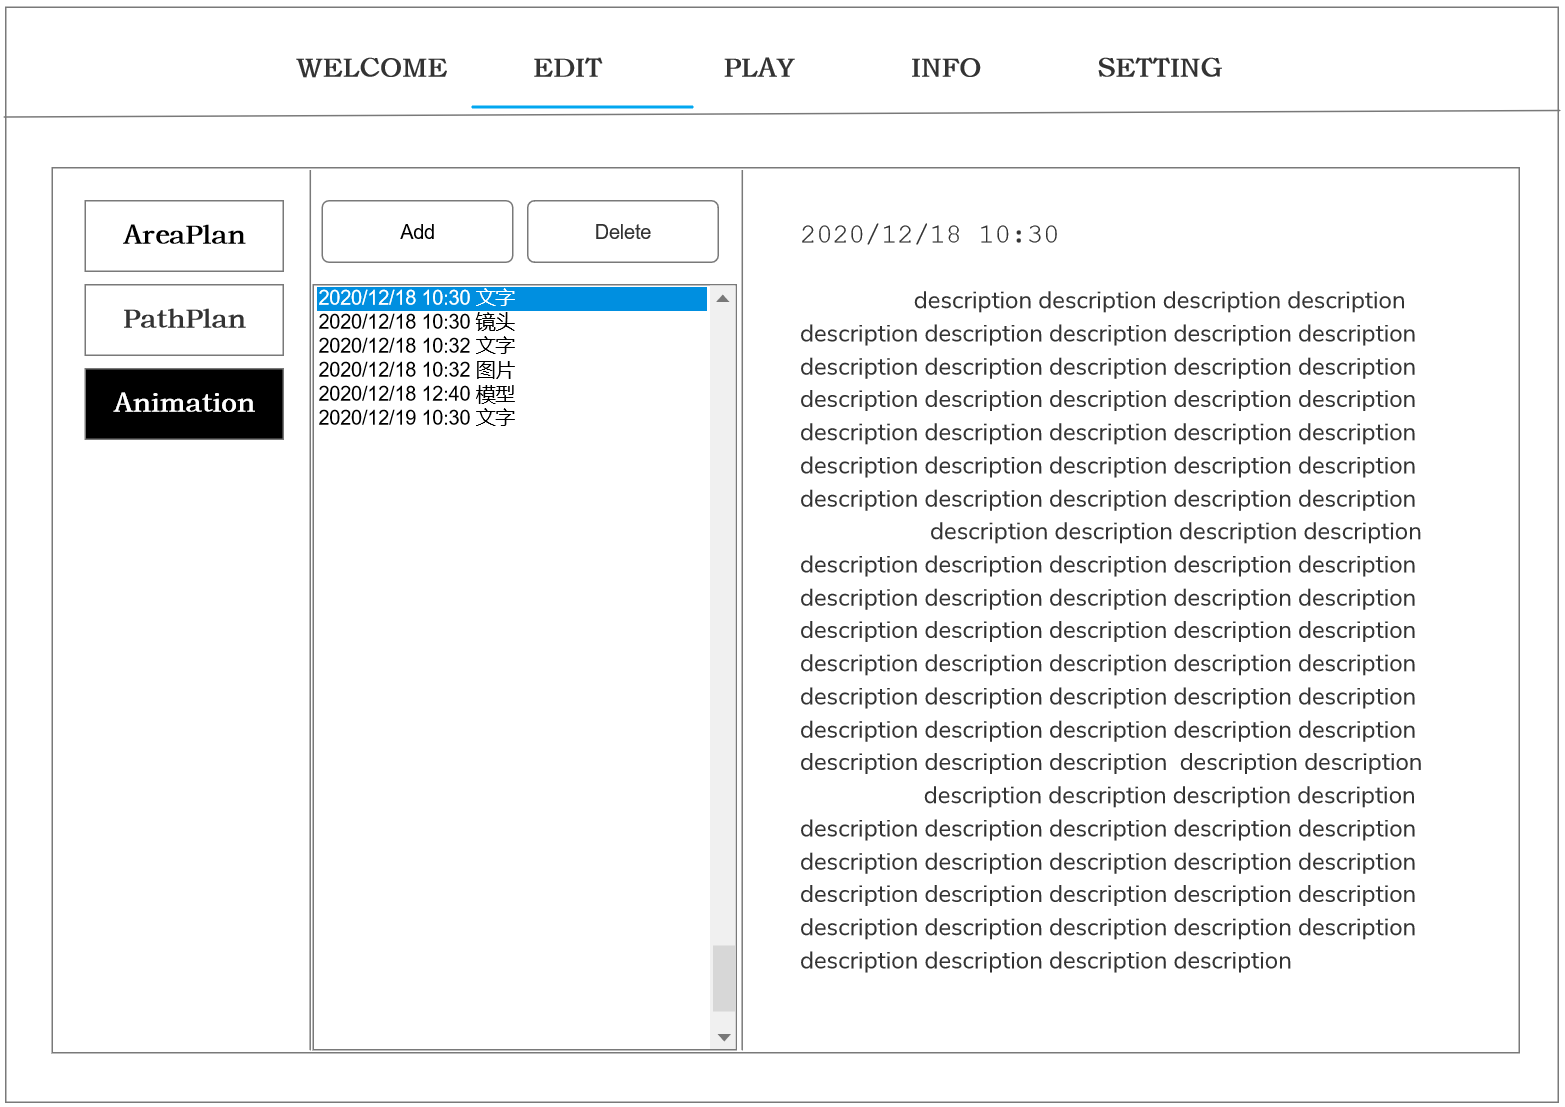 WELCOME EDIT PLAY INFO SETTING
AreaPlan
PathPlan
Animation
Add Delete
2020/12/18 10:30 文字
2020/12/18 10:30 镜头
2020/12/18 10:32 文字
2020/12/18 10:32 图片
2020/12/18 12:40 模型
2020/12/19 10:30 文字
2020/12/18 10:30
description description description description
description description description description description
description description description description description
description description description description description
description description description description description
description description description description description
description description description description description
description description description description
description description description description description
description description description description description
description description description description description
description description description description description
description description description description description
description description description description description
description description description description description
description description description description
description description description description description
description description description description description
description description description description description
description description description description description
description description description description